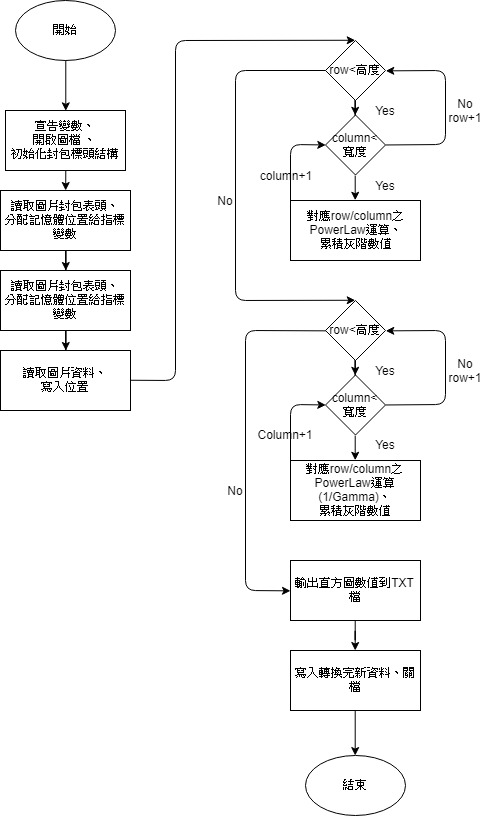 開始
宣告變數、
開啟圖檔 、
初始化封包標頭結構
讀取圖片封包表頭、
分配記憶體位置給指標
變數
讀取圖片封包表頭、
分配記憶體位置給指標
變數
讀取圖片資料、
寫入位置
row<高度
Yes
No
row+1
column<
寬度
column+1
Yes
No
對應row/column之
PowerLaw運算、
累積灰階數值
row<高度
Yes
No
row+1
column<
寬度
Column+1
Yes
No
對應row/column之
PowerLaw運算
(1/Gamma)、
累積灰階數值
輸出直方圖數值到TXT
檔
寫入轉換完新資料、關
檔
結束